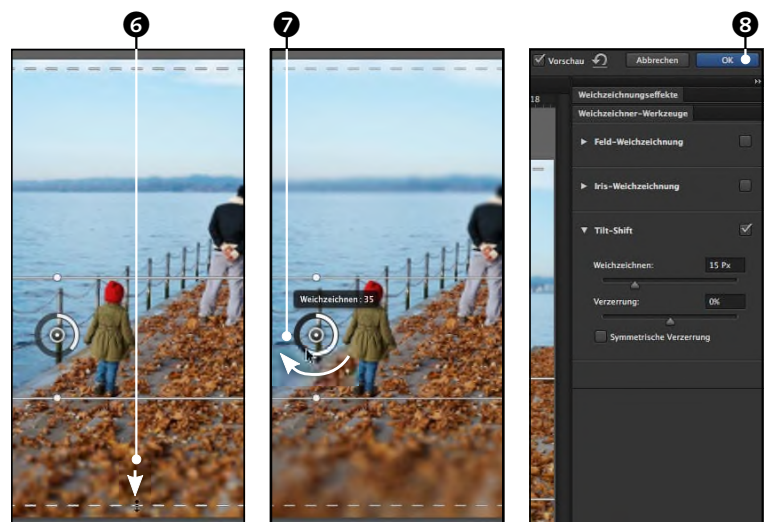 6
7
8
Weichzeichnen : 35
Vorschau Abbrechen OK
18
Weichzeichnungseffekte
Weichzeichner-Werkzeuge
Feld-Weichzeichnung
Iris-Weichzeichnung
Tilt-Shift
Weichzeichnen: 15 Px
Verzerrung: 0%
Symmetrische Verzerrung